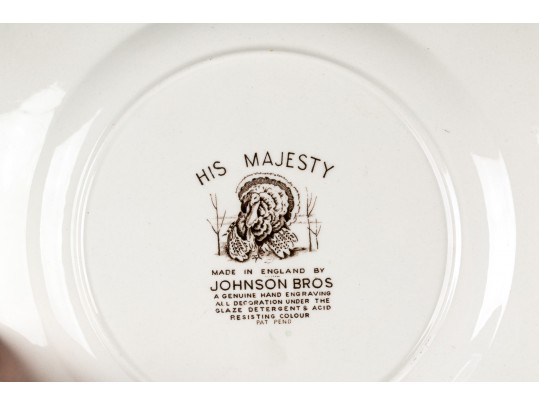 HIS MAJESTY
MADE IN ENGLAND BY
JOHNSON BROS
A GENUINE HAND ENGRAVING
ALL DECORATION UNDER THE
GLAZE DETERGENT & ACID
RESISTING COLOUR
PAT PEND